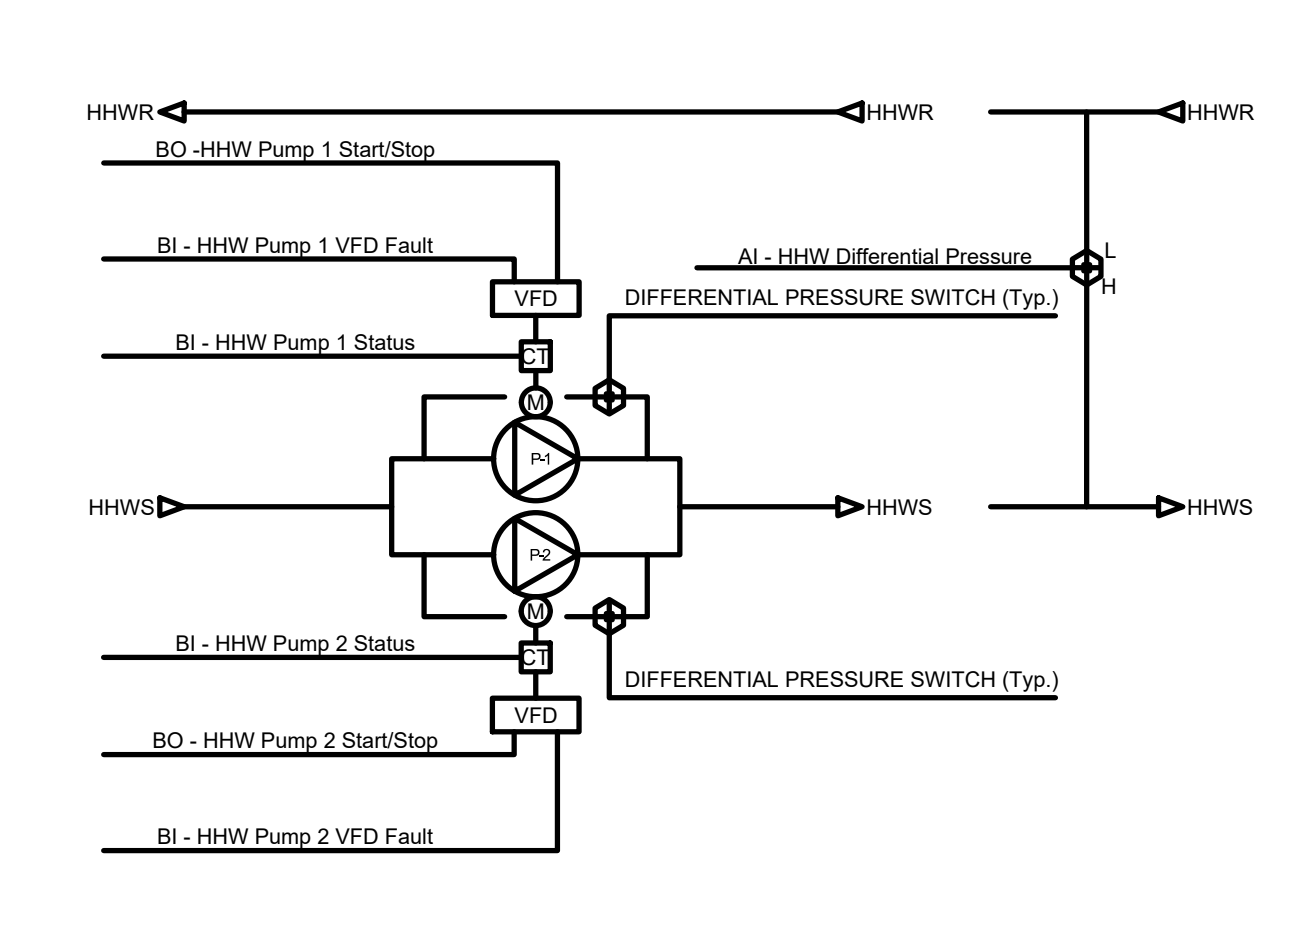 HHWR
HHWR
HHWR
BO -HHW Pump 1 Start/Stop
BI - HHW Pump 1 VFD Fault
L
AI - HHW Differential Pressure
H
VFD
DIFFERENTIAL PRESSURE SWITCH (Typ.)
BI - HHW Pump 1 Status
CT
M
P-1
HHWS
HHWS
HHWS
P-2
M
BI - HHW Pump 2 Status
CT
DIFFERENTIAL PRESSURE SWITCH (Typ.)
VFD
BO - HHW Pump 2 Start/Stop
BI - HHW Pump 2 VFD Fault